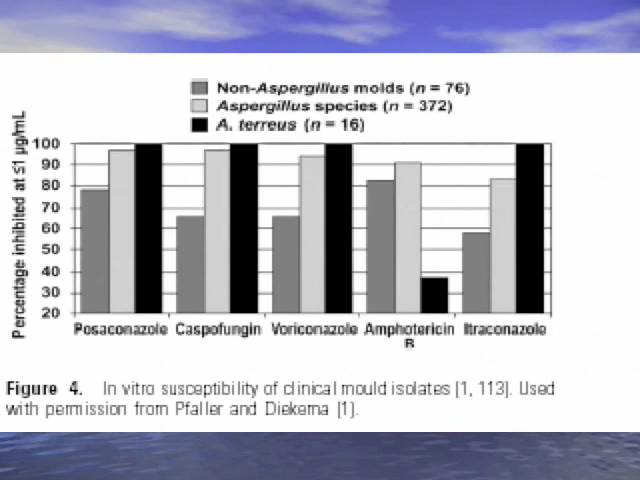 Non-Aspergillus molds (n = 76)
Aspergillus species (n = 372)
A. terreus (n = 16)
Percentage inhibited at ≤1 µg/mL
100
90
80
70
60
50
40
30
20
Posaconazole Caspofungin Voriconazole Amphotericin B Itraconazole
Figure 4. In vitro susceptibility of clinical mould isolates [1, 113]. Used
with permission from Pfaller and Diekema [1].